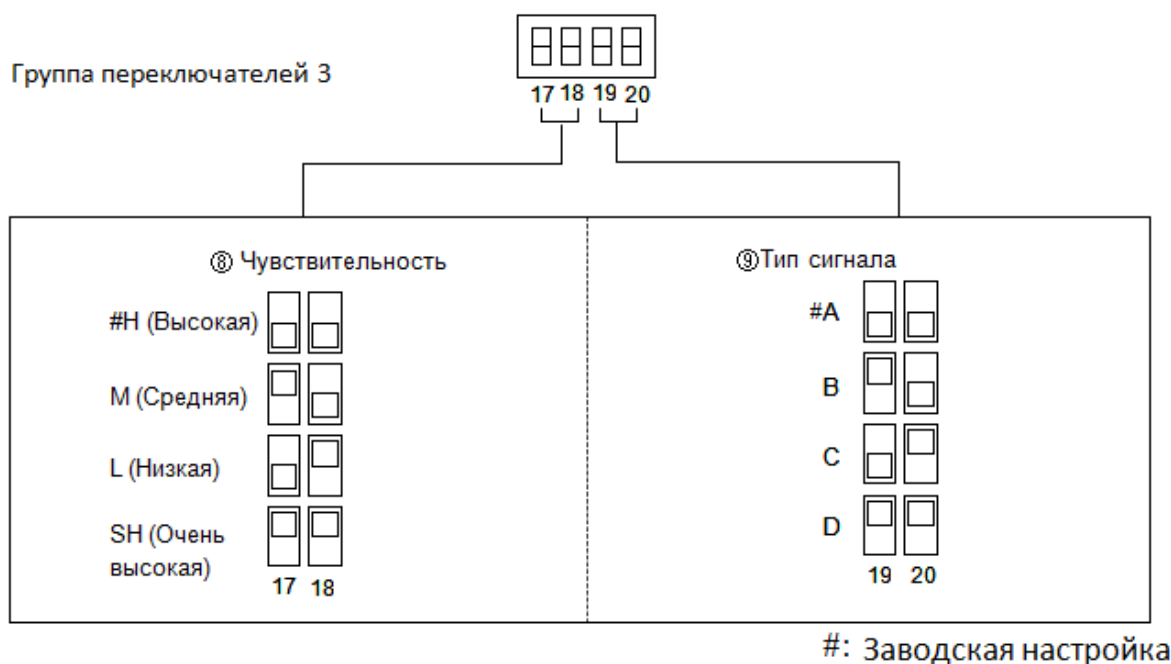 Группа переключателей 3
17 18 19 20
⑧ Чувствительность
#H (Высокая)
M (Средняя)
L (Низкая)
SH (Очень
высокая)
17 18
⑨Тип сигнала
#A
B
C
D
19 20
#: Заводская настройка